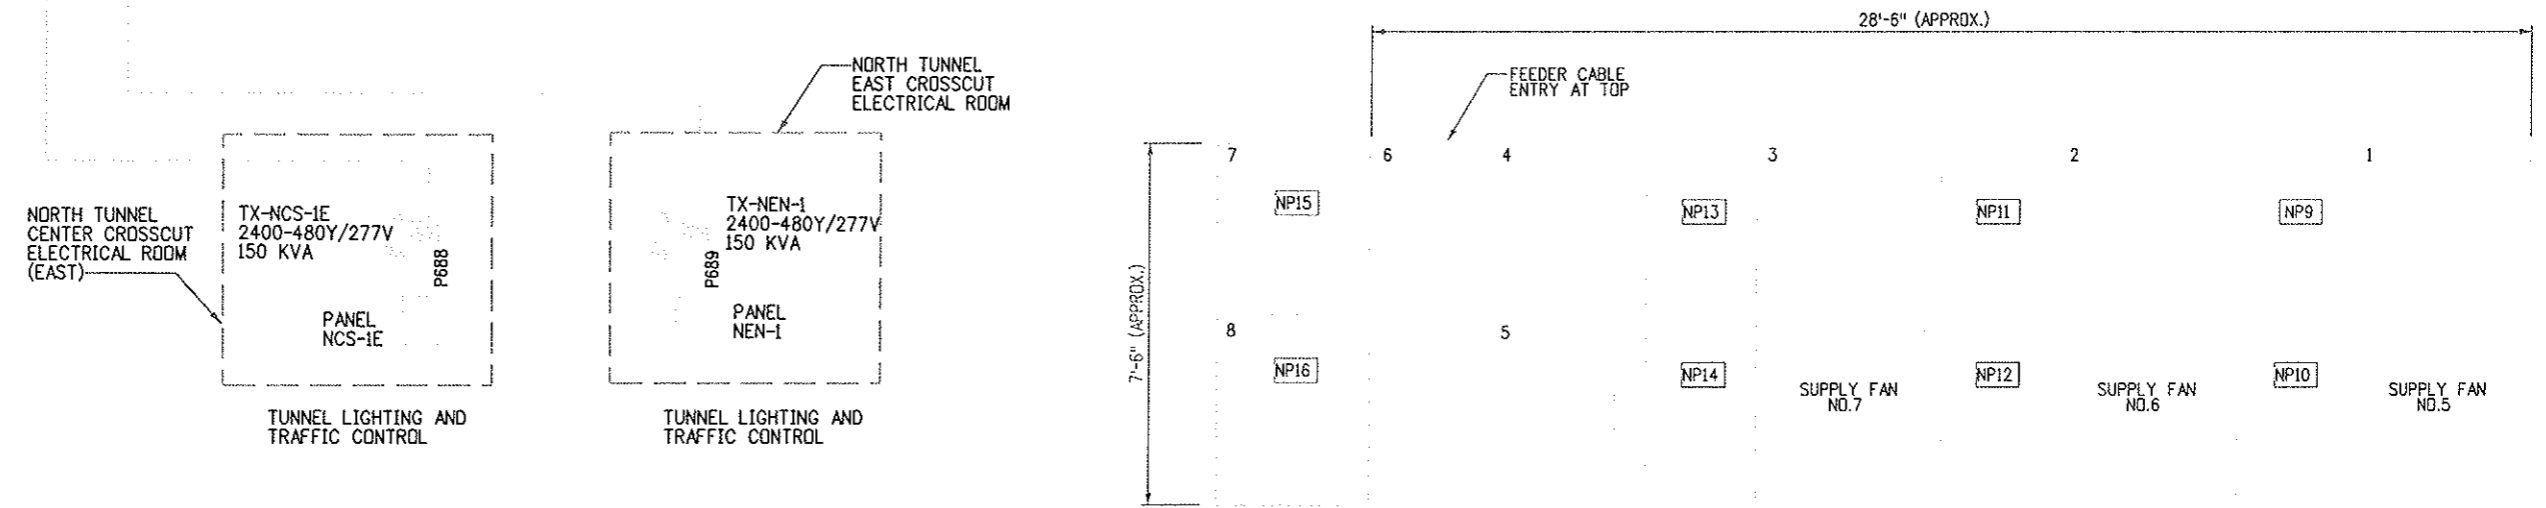 28'-6" (APPROX.)
NORTH TUNNEL
EAST CROSSCUT
ELECTRICAL ROOM
FEEDER CABLE
ENTRY AT TOP
NORTH TUNNEL
CENTER CROSSCUT
ELECTRICAL ROOM
(EAST)
TX-NCS-1E
2400-480Y/277V
150 KVA
P688
PANEL
NCS-1E
TUNNEL LIGHTING AND
TRAFFIC CONTROL
TX-NEN-1
2400-480Y/277V
150 KVA
P689
PANEL
NEN-1
TUNNEL LIGHTING AND
TRAFFIC CONTROL
7'-6" (APPROX.)
7
6
4
3
2
1
NP15
NP13
NP11
NP9
8
5
NP16
NP14
NP12
NP10
SUPPLY FAN
NO.7
SUPPLY FAN
NO.6
SUPPLY FAN
NO.5